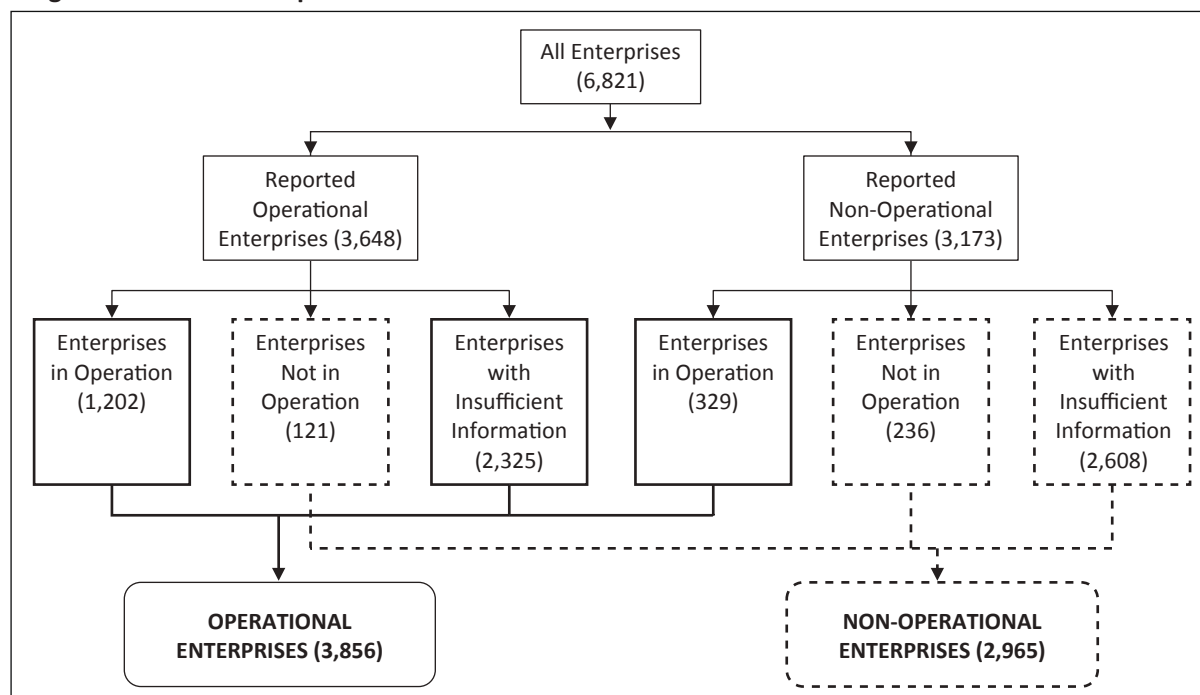 All Enterprises
(6,821)
Reported
Operational
Enterprises (3,648)
Reported
Non-Operational
Enterprises (3,173)
Enterprises
in Operation
(1,202)
Enterprises
Not in
Operation
(121)
Enterprises
with
Insufficient
Information
(2,325)
Enterprises
in Operation
(329)
Enterprises
Not in
Operation
(236)
Enterprises
with
Insufficient
Information
(2,608)
OPERATIONAL
ENTERPRISES (3,856)
NON-OPERATIONAL
ENTERPRISES (2,965)